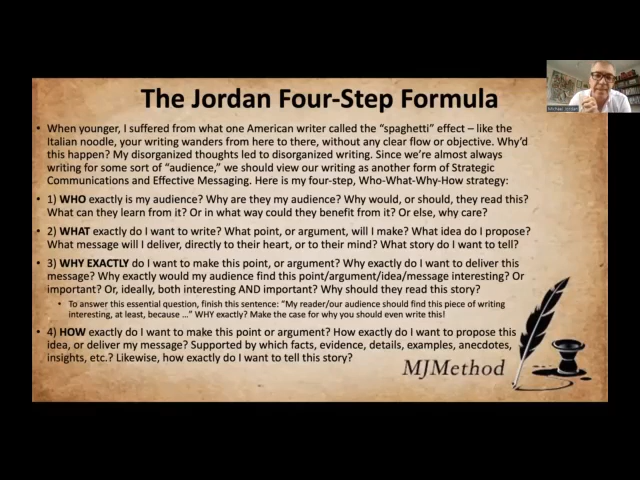 The Jordan Four-Step Formula
• When younger, I suffered from what one American writer called the “spaghetti” effect – like the
Italian noodle, your writing wanders from here to there, without any clear flow or objective. Why’d
this happen? My disorganized thoughts led to disorganized writing. Since we’re almost always
writing for some sort of “audience,” we should view our writing as another form of Strategic
Communications and Effective Messaging. Here is my four-step, Who-What-Why-How strategy:
• 1) WHO exactly is my audience? Why are they my audience? Why would, or should, they read this?
What can they learn from it? Or in what way could they benefit from it? Or else, why care?
• 2) WHAT exactly do I want to write? What point, or argument, will I make? What idea do I propose?
What message will I deliver, directly to their heart, or to their mind? What story do I want to tell?
• 3) WHY EXACTLY do I want to make this point, or argument? Why exactly do I want to deliver this
message? Why exactly would my audience find this point/argument/idea/message interesting? Or
important? Or, ideally, both interesting AND important? Why should they read this story?
• To answer this essential question, finish this sentence: “My reader/our audience should find this piece of writing
interesting, at least, because …” WHY exactly? Make the case for why you should even write this!
• 4) HOW exactly do I want to make this point or argument? How exactly do I want to propose this
idea, or deliver my message? Supported by which facts, evidence, details, examples, anecdotes,
insights, etc.? Likewise, how exactly do I want to tell this story?
MJMethod
Michael Jordan